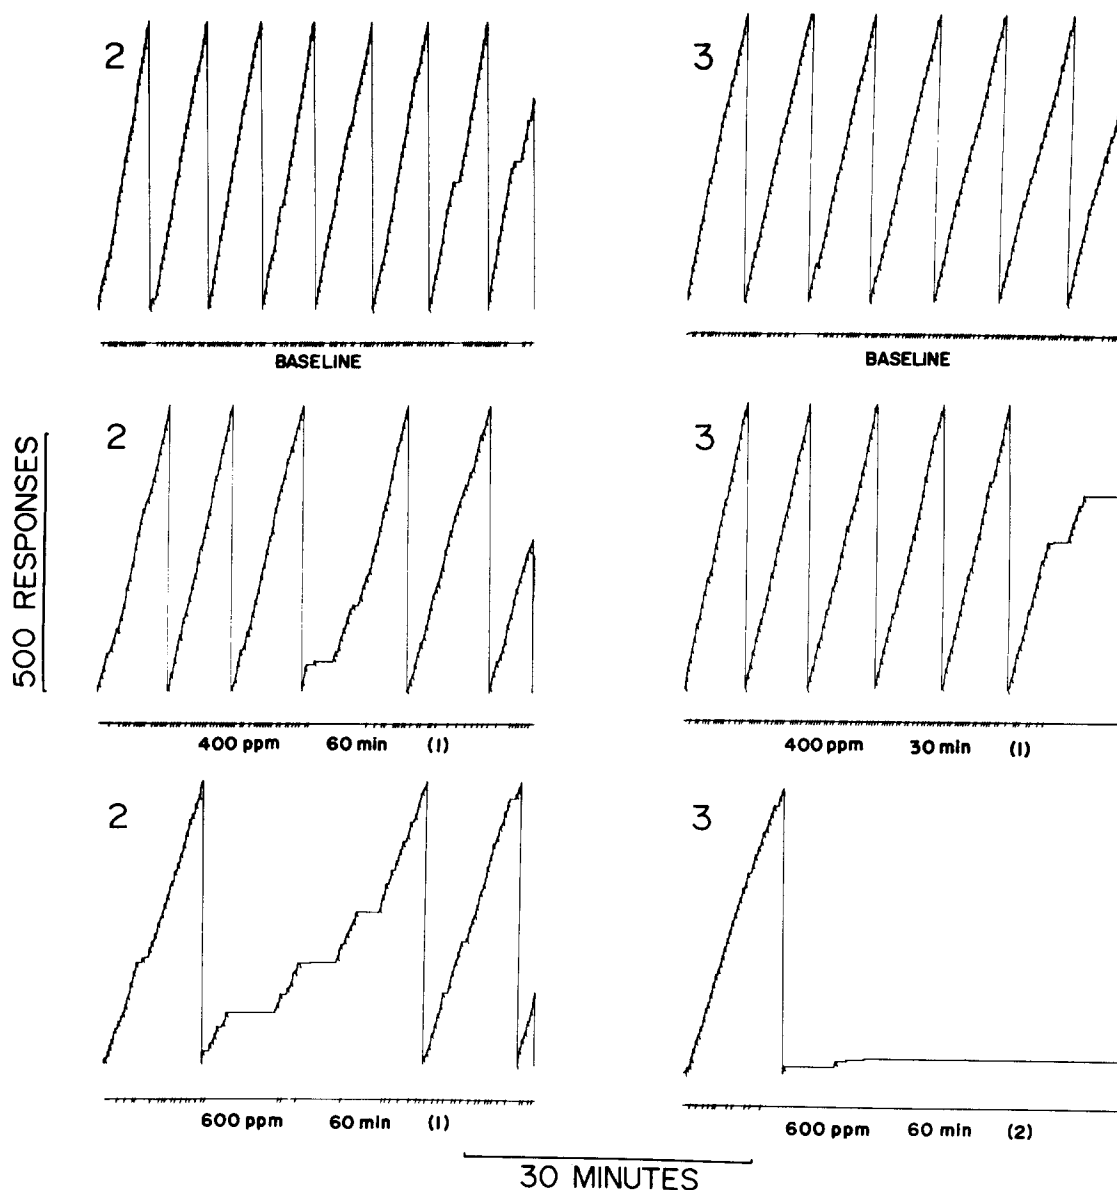 2
3
BASELINE
BASELINE
500 RESPONSES
2
3
400 ppm 60 min (1)
400 ppm 30 min (1)
2
3
600 ppm 60 min (1)
600 ppm 60 min (2)
30 MINUTES